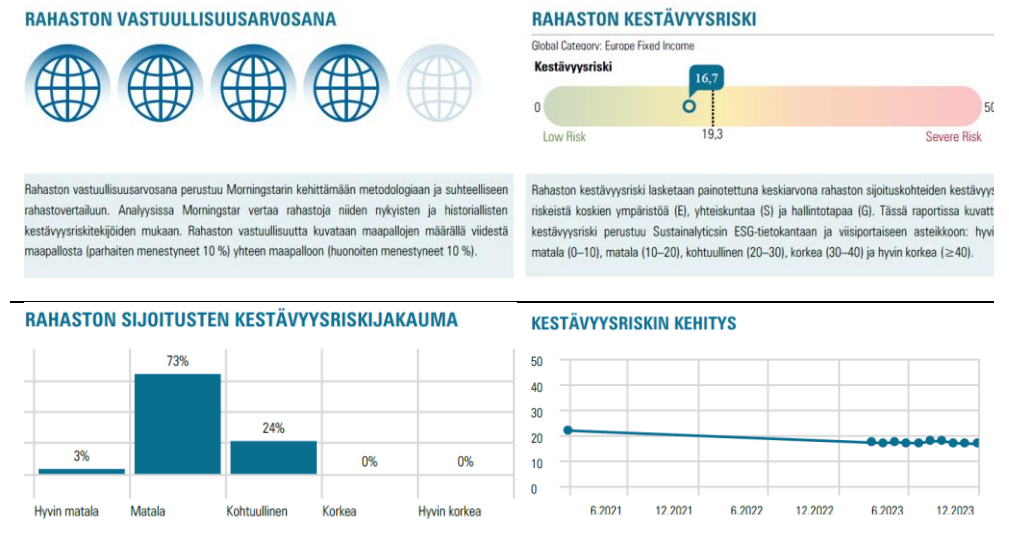 RAHASTON VASTUULLISUUSARVOSANA
Rahaston vastuullisuusarvosana perustuu Morningstarin kehittämään metodologiaan ja suhteelliseen
rahastovertailuun. Analyysissa Morningstar vertaa rahastoja niiden nykyisten ja historiallisten
kestävyysriskitekijöiden mukaan. Rahaston vastuullisuutta kuvataan maapallojen määrällä viidestä
maapallosta (parhaiten menestyneet 10 %) yhteen maapalloon (huonoiten menestyneet 10 %).
RAHASTON KESTÄVYYSRISKI
Global Category: Europe Fixed Income
Kestävyysriski
16,7
0
50
Low Risk
19,3
Severe Risk
Rahaston kestävyysriski lasketaan painotettuna keskiarvona rahaston sijoituskohteiden kestävyys
riskeistä koskien ympäristöä (E), yhteiskuntaa (S) ja hallintotapaa (G). Tässä raportissa kuvatt
kestävyysriski perustuu Sustainalyticsin ESG-tietokantaan ja viisiportaiseen asteikkoon: hyvi
matala (0–10), matala (10–20), kohtuullinen (20–30), korkea (30–40) ja hyvin korkea (≥40).
RAHASTON SIJOITUSTEN KESTÄVYYSRISKIJAKAUMA
3%
73%
24%
0%
0%
Hyvin matala
Matala
Kohtuullinen
Korkea
Hyvin korkea
KESTÄVYYSRISKIN KEHITYS
50
40
30
20
10
0
6.2021
12.2021
6.2022
12.2022
6.2023
12.2023